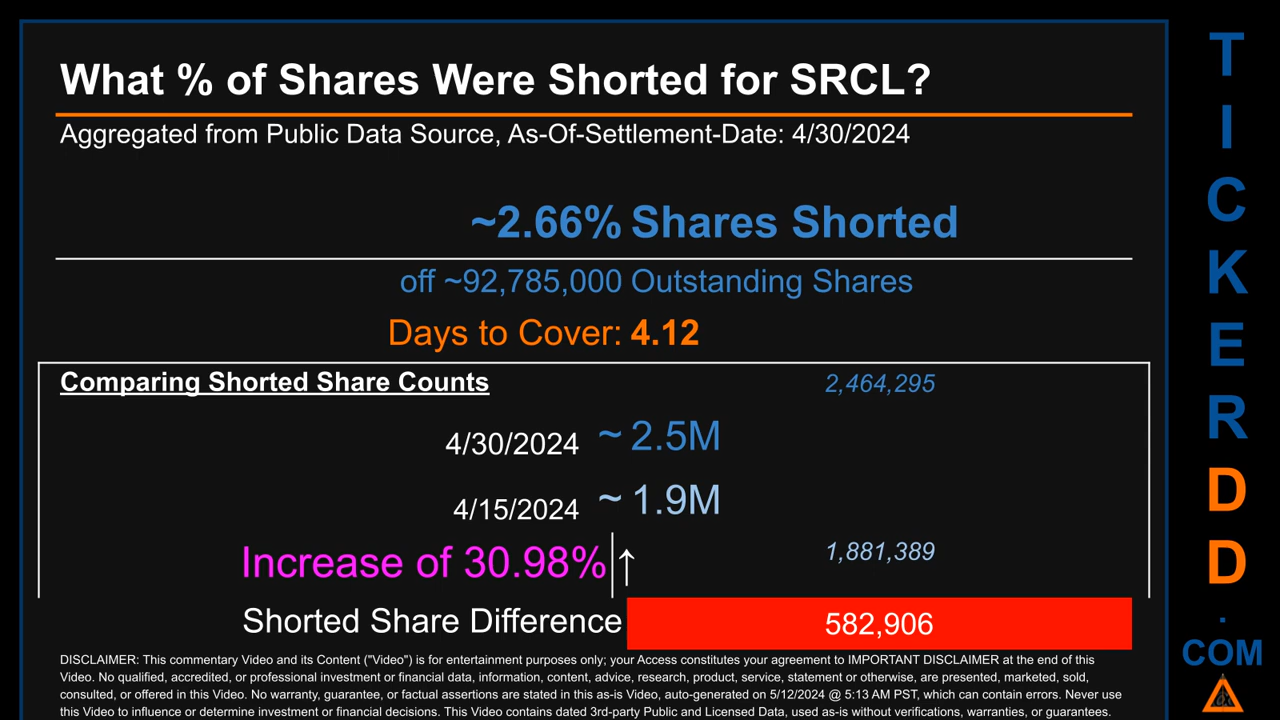 What % of Shares Were Shorted for SRCL?
Aggregated from Public Data Source, As-Of-Settlement-Date: 4/30/2024
~2.66% Shares Shorted
off ~92,785,000 Outstanding Shares
Days to Cover: 4.12
Comparing Shorted Share Counts 2,464,295
4/30/2024 ~ 2.5M
4/15/2024 ~ 1.9M
Increase of 30.98% ↑ 1,881,389
Shorted Share Difference 582,906
DISCLAIMER: This commentary Video and its Content ("Video") is for entertainment purposes only; your Access constitutes your agreement to IMPORTANT DISCLAIMER at the end of this
Video. No qualified, accredited, or professional investment or financial data, information, content, advice, research, product, service, statement or otherwise, are presented, marketed, sold,
consulted, or offered in this Video. No warranty, guarantee, or factual assertions are stated in this as-is Video, auto-generated on 5/12/2024 @ 5:13 AM PST, which can contain errors. Never use
this Video to influence or determine investment or financial decisions. This Video contains dated 3rd-party Public and Licensed Data, used as-is without verifications, warranties, or guarantees.
T
I
C
K
E
R
D
D
.
COM